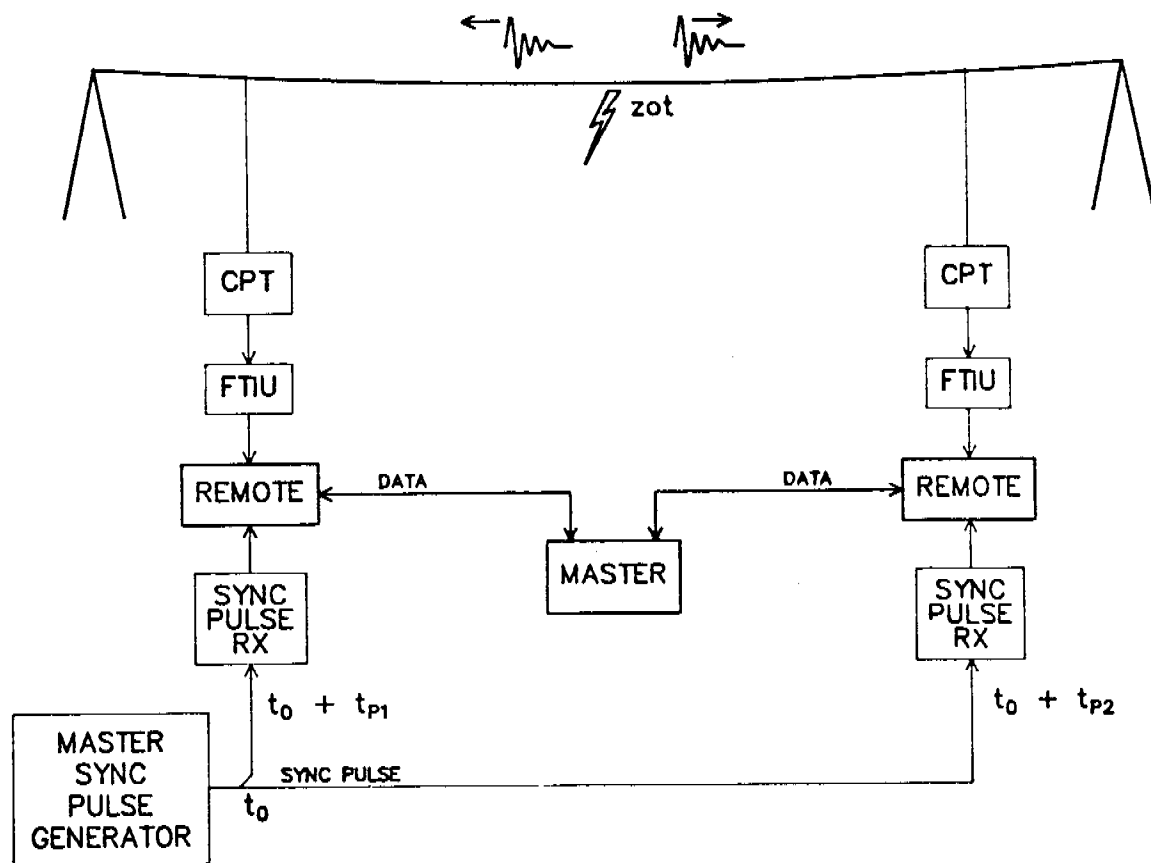 zot
CPT
CPT
FTIU
FTIU
REMOTE
DATA
DATA
REMOTE
MASTER
SYNC
PULSE
RX
SYNC
PULSE
RX
t0 + tP1
t0 + tP2
MASTER
SYNC
PULSE
GENERATOR
SYNC PULSE
t0